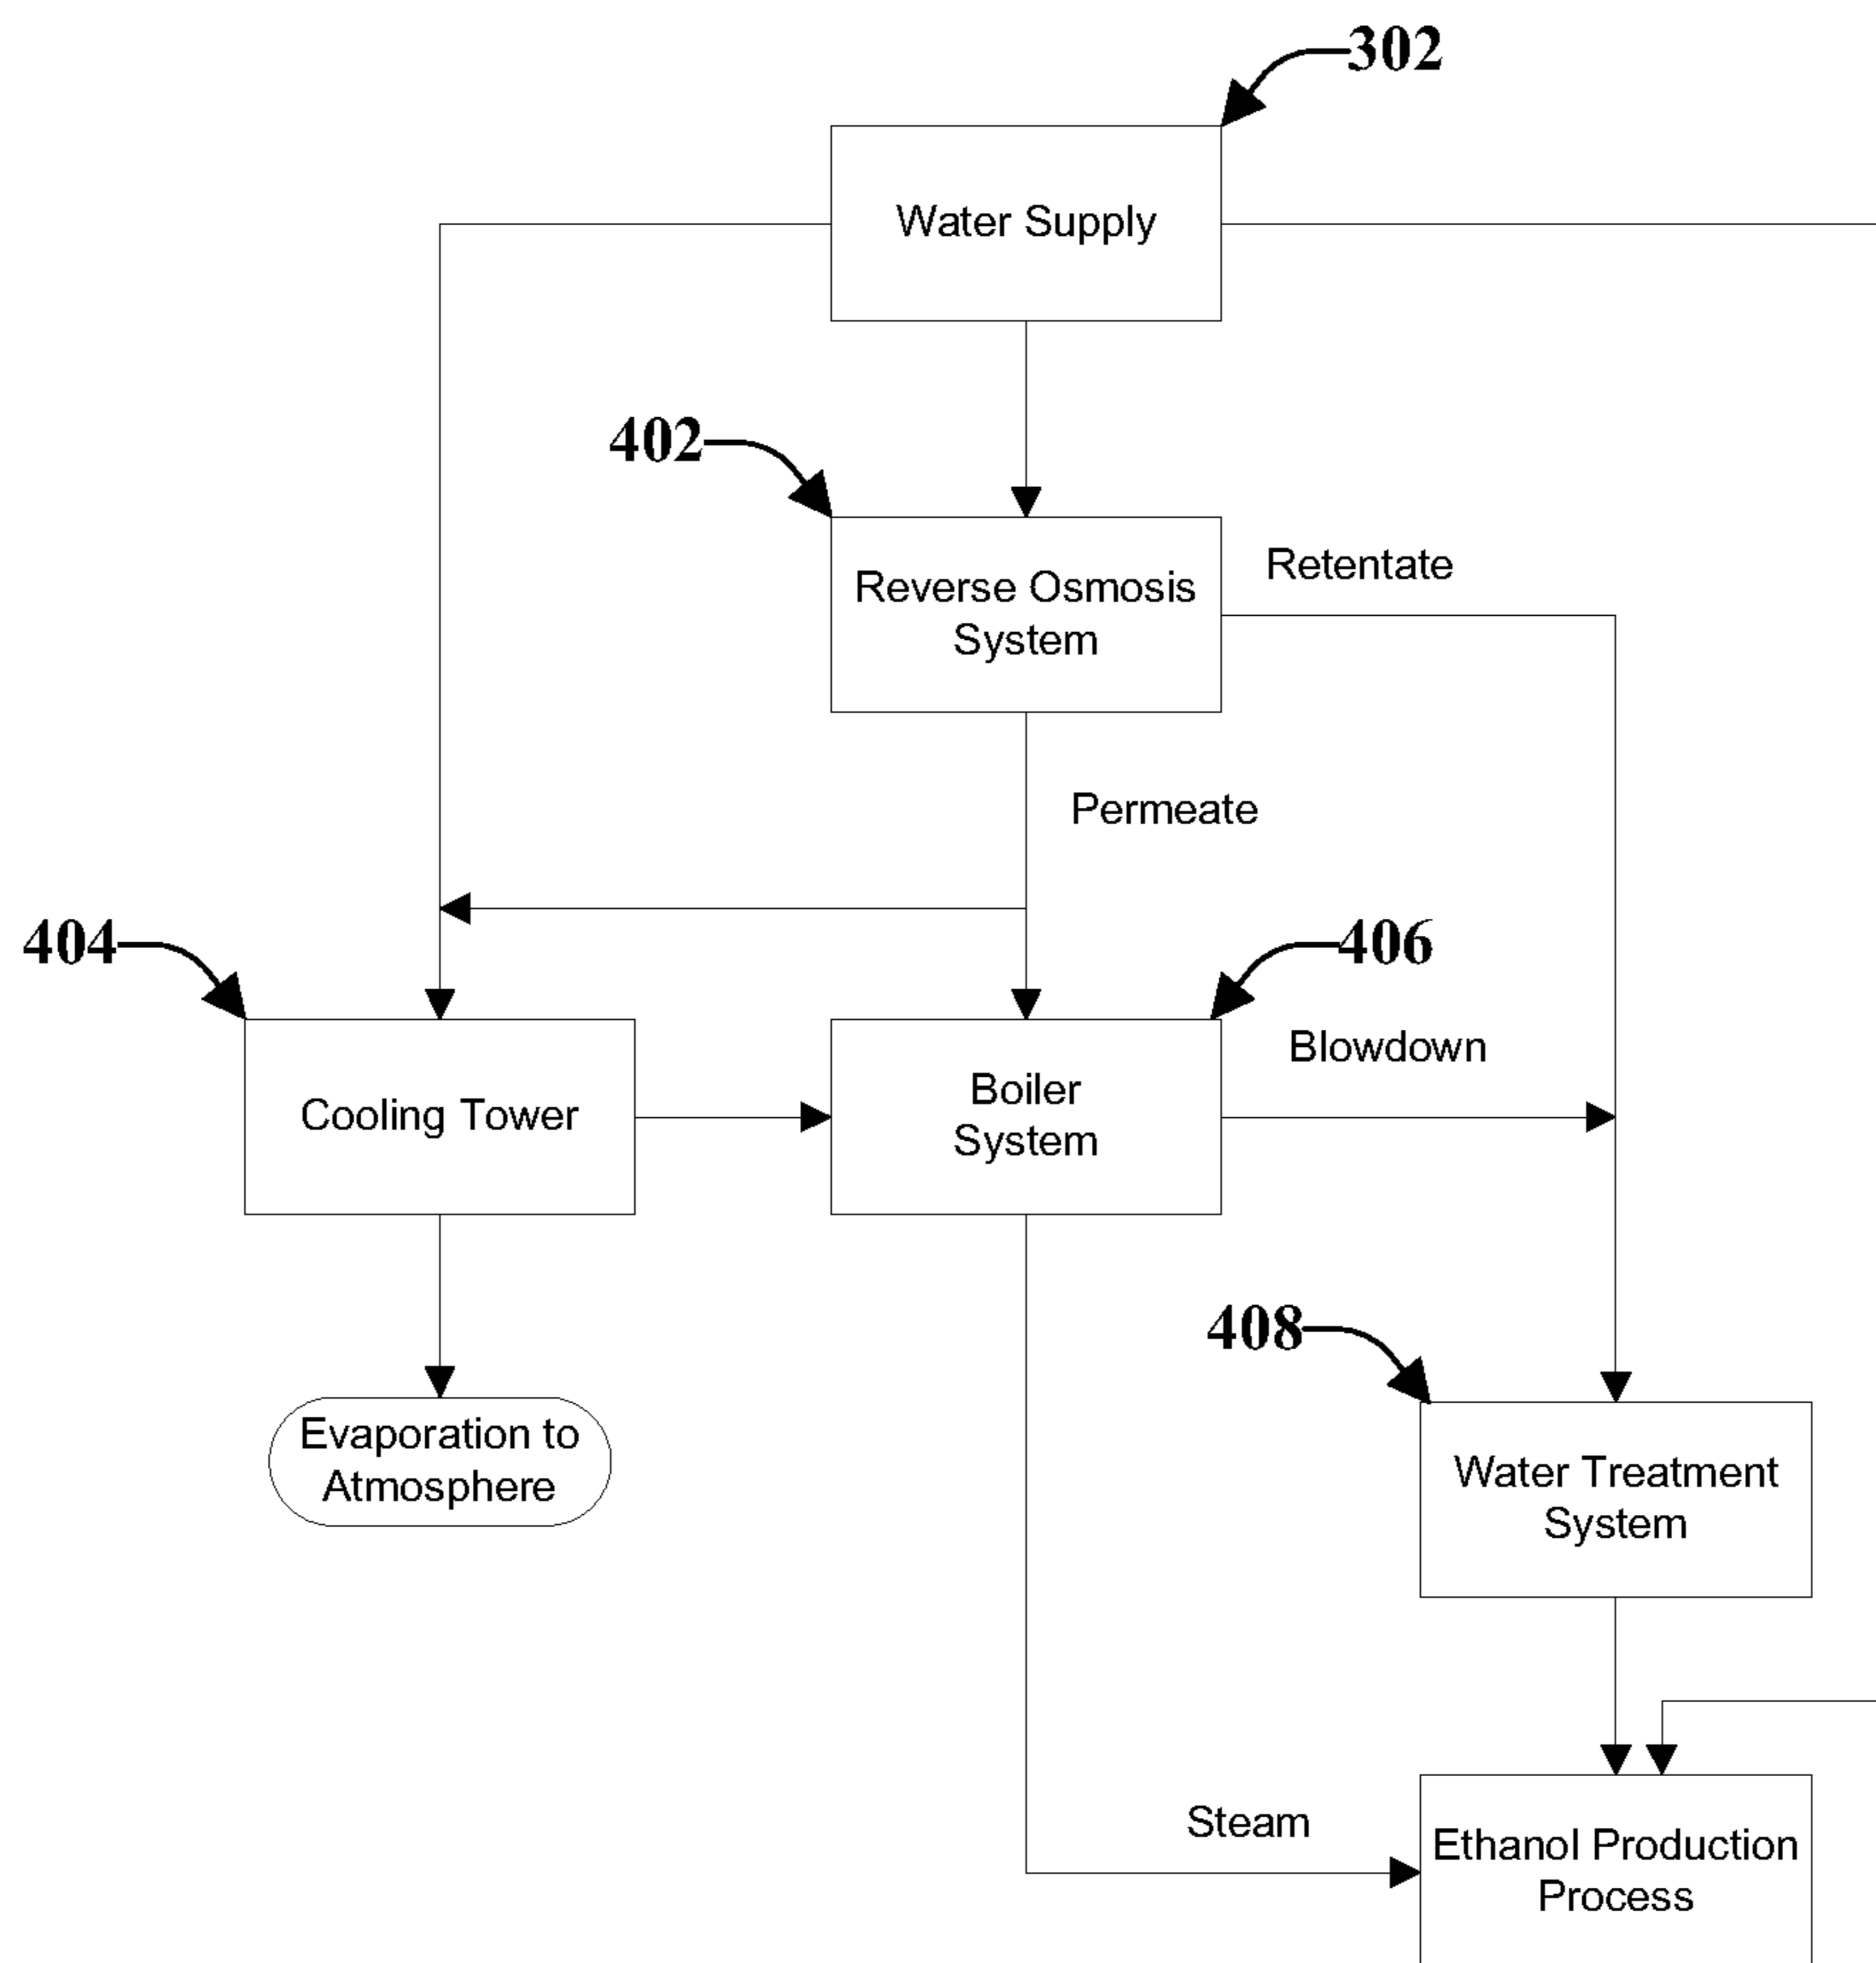 302
Water Supply
402
Reverse Osmosis
System
Retentate
Permeate
404
406
Cooling Tower
Boiler
System
Blowdown
408
Evaporation to
Atmosphere
Water Treatment
System
Steam
Ethanol Production
Process